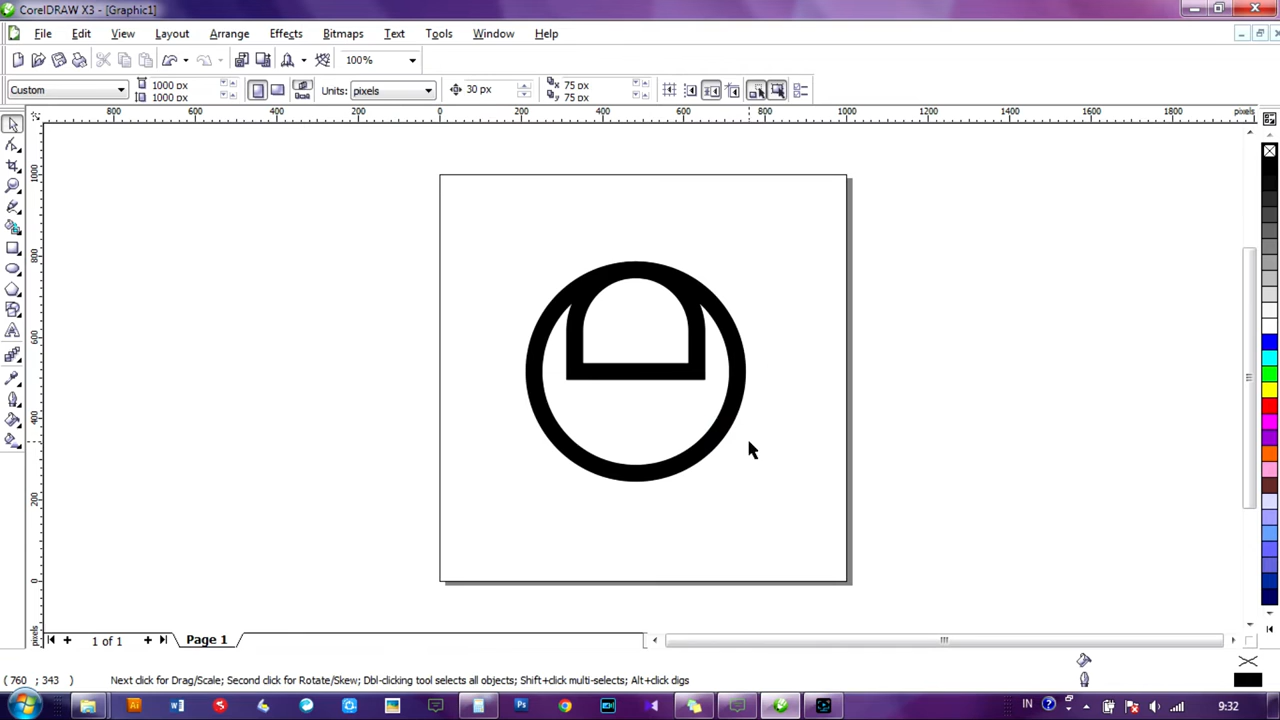 CorelDRAW X3 - [Graphic1]
File Edit View Layout Arrange Effects Bitmaps Text Tools Window Help
100%
Custom 1000 px 1000 px Units: pixels 30 px 75 px 75 px
800 600 400 200 0 200 400 600 800 1000 1200 1400 1600 1800 pixels
1000
800
600
400
200
0
pixels
1 of 1 Page 1
(760 ; 343 ) Next click for Drag/Scale; Second click for Rotate/Skew; Dbl-clicking tool selects all objects; Shift+click multi-selects; Alt+click digs
IN 9:32